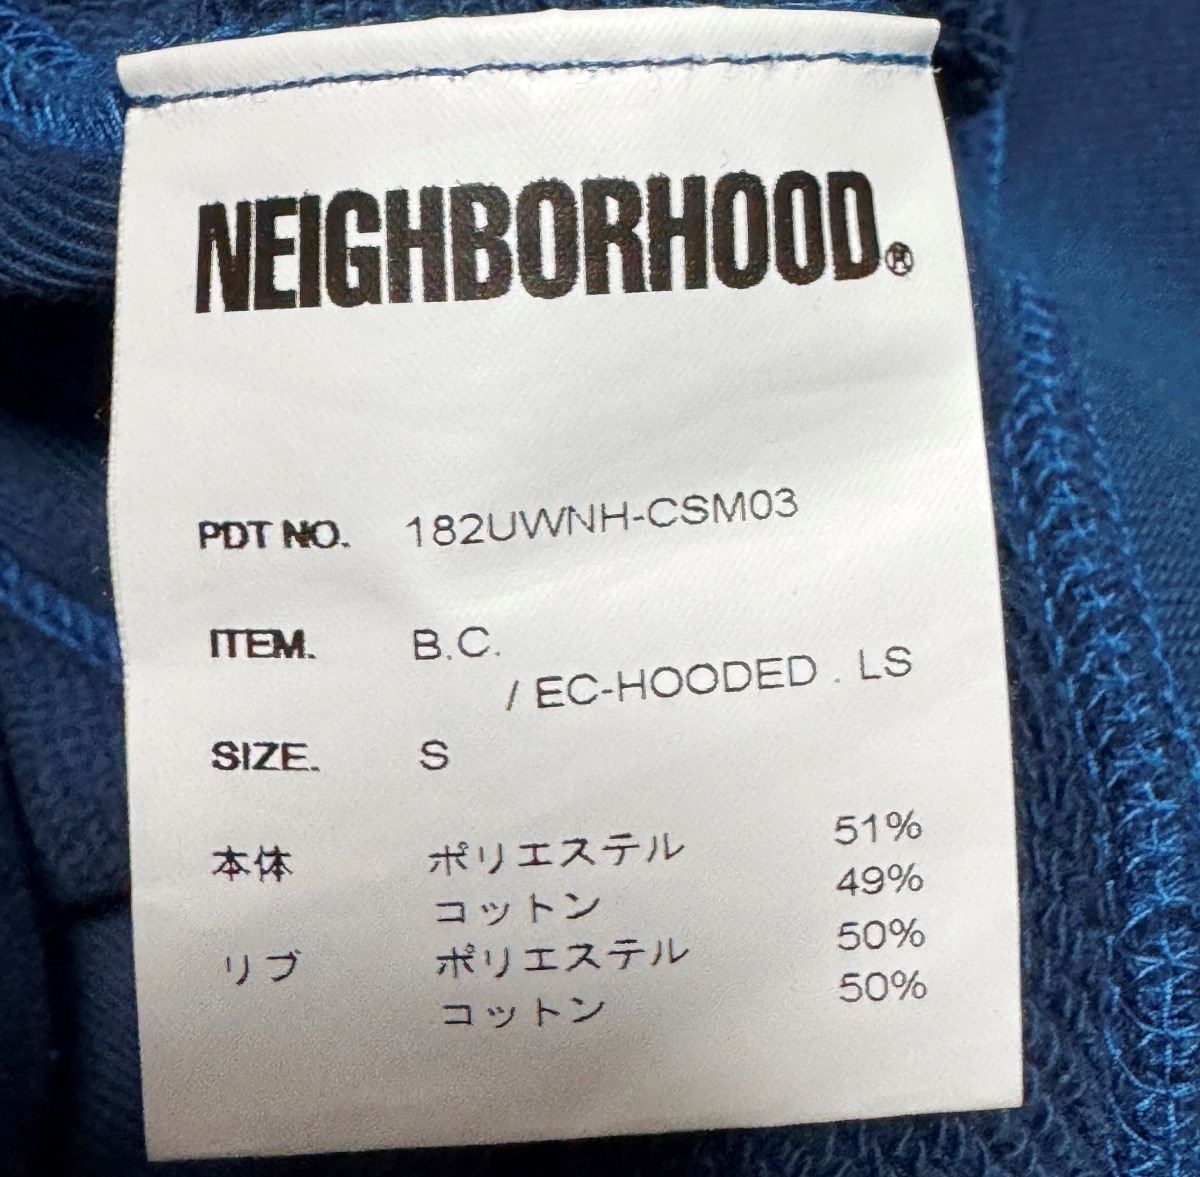 NEIGHBORHOOD®
PDT NO. 182UWNH-CSM03
ITEM. B.C.
/ EC-HOODED . LS
SIZE. S
本体 ポリエステル 51%
コットン 49%
リブ ポリエステル 50%
コットン 50%